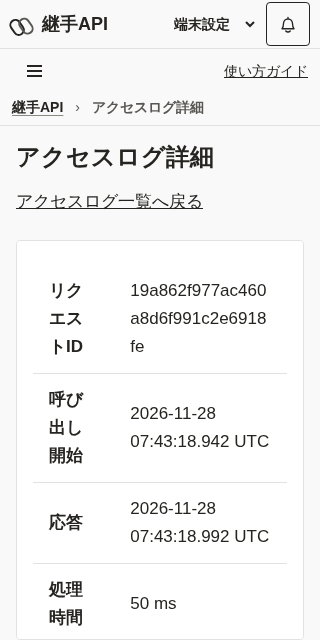 継手API
端末設定
使い方ガイド
継手API › アクセスログ詳細
アクセスログ詳細
アクセスログ一覧へ戻る
リク
エス
トID
19a862f977ac460
a8d6f991c2e6918
fe
呼び
出し
開始
2026-11-28
07:43:18.942 UTC
応答
2026-11-28
07:43:18.992 UTC
処理
時間
50 ms